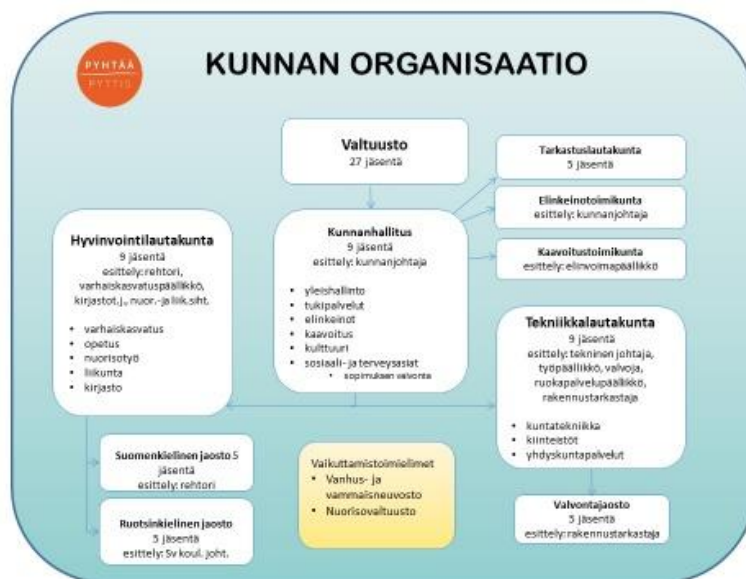 PYHTÄÄ
PYTTIS
KUNNAN ORGANISAATIO
Valtuusto
27 jäsentä
Tarkastuslautakunta
5 jäsentä
Elinkeinotoimikunta
esittely: kunnanjohtaja
Kaavoitustoimikunta
esittely: elinvoimapäällikkö
Kunnanhallitus
9 jäsentä
esittely: kunnanjohtaja
• yleishallinto
• tukipalvelut
• elinkeinot
• kaavoitus
• kulttuuri
• sosiaali- ja terveysasiat
• sopimuksen valvonta
Hyvinvointilautakunta
9 jäsentä
esittely: rehtori,
varhaiskasvatuspäällikkö,
kirjastot.j., nuor.- ja liik.siht.
• varhaiskasvatus
• opetus
• nuorisotyö
• liikunta
• kirjasto
Tekniikkalautakunta
9 jäsentä
esittely: tekninen johtaja,
työpäällikkö, valvoja,
ruokapalvelupäällikkö,
rakennustarkastaja
• kuntatekniikka
• kiinteistöt
• yhdyskuntapalvelut
Suomenkielinen jaosto 5
jäsentä
esittely: rehtori
Ruotsinkielinen jaosto
5 jäsentä
esittely: Sv koul. joht.
Vaikuttamistoimielimet
• Vanhus- ja
vammaisneuvosto
• Nuorisovaltuusto
Valvontajaosto
5 jäsentä
esittely: rakennustarkastaja